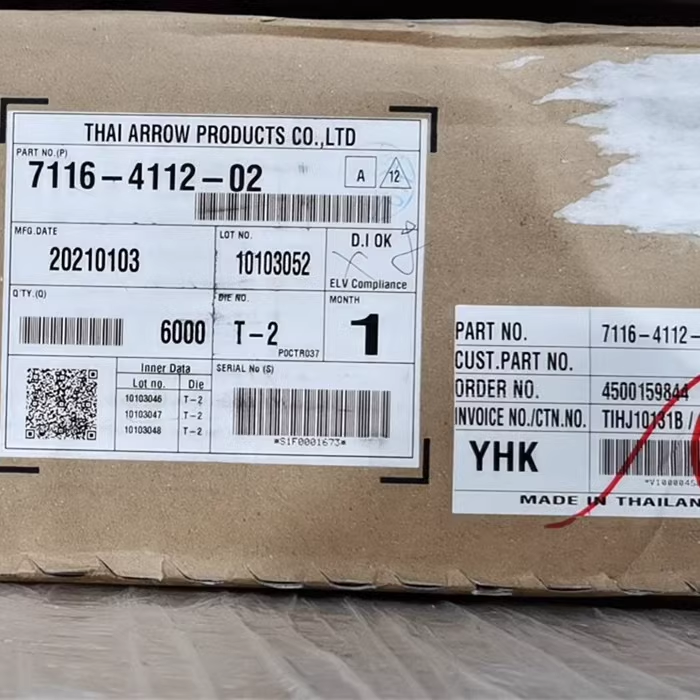 THAI ARROW PRODUCTS CO.,LTD
PART NO.(P)
7116-4112-02
A
12
MFG.DATE
20210103
LOT NO.
10103052
D.I OK
ELV Compliance
Q'TY.(Q)
6000
DIE NO.
T-2
POCTR037
MONTH
1
Inner Data
Lot no. Die
10103046 T-2
10103047 T-2
10103048 T-2
SERIAL No (S)
*S1F0001673*
PART NO. 7116-4112-
CUST.PART NO.
ORDER NO. 4500159844
INVOICE NO./CTN.NO. TIHJ10131B /
YHK
MADE IN THAILAN